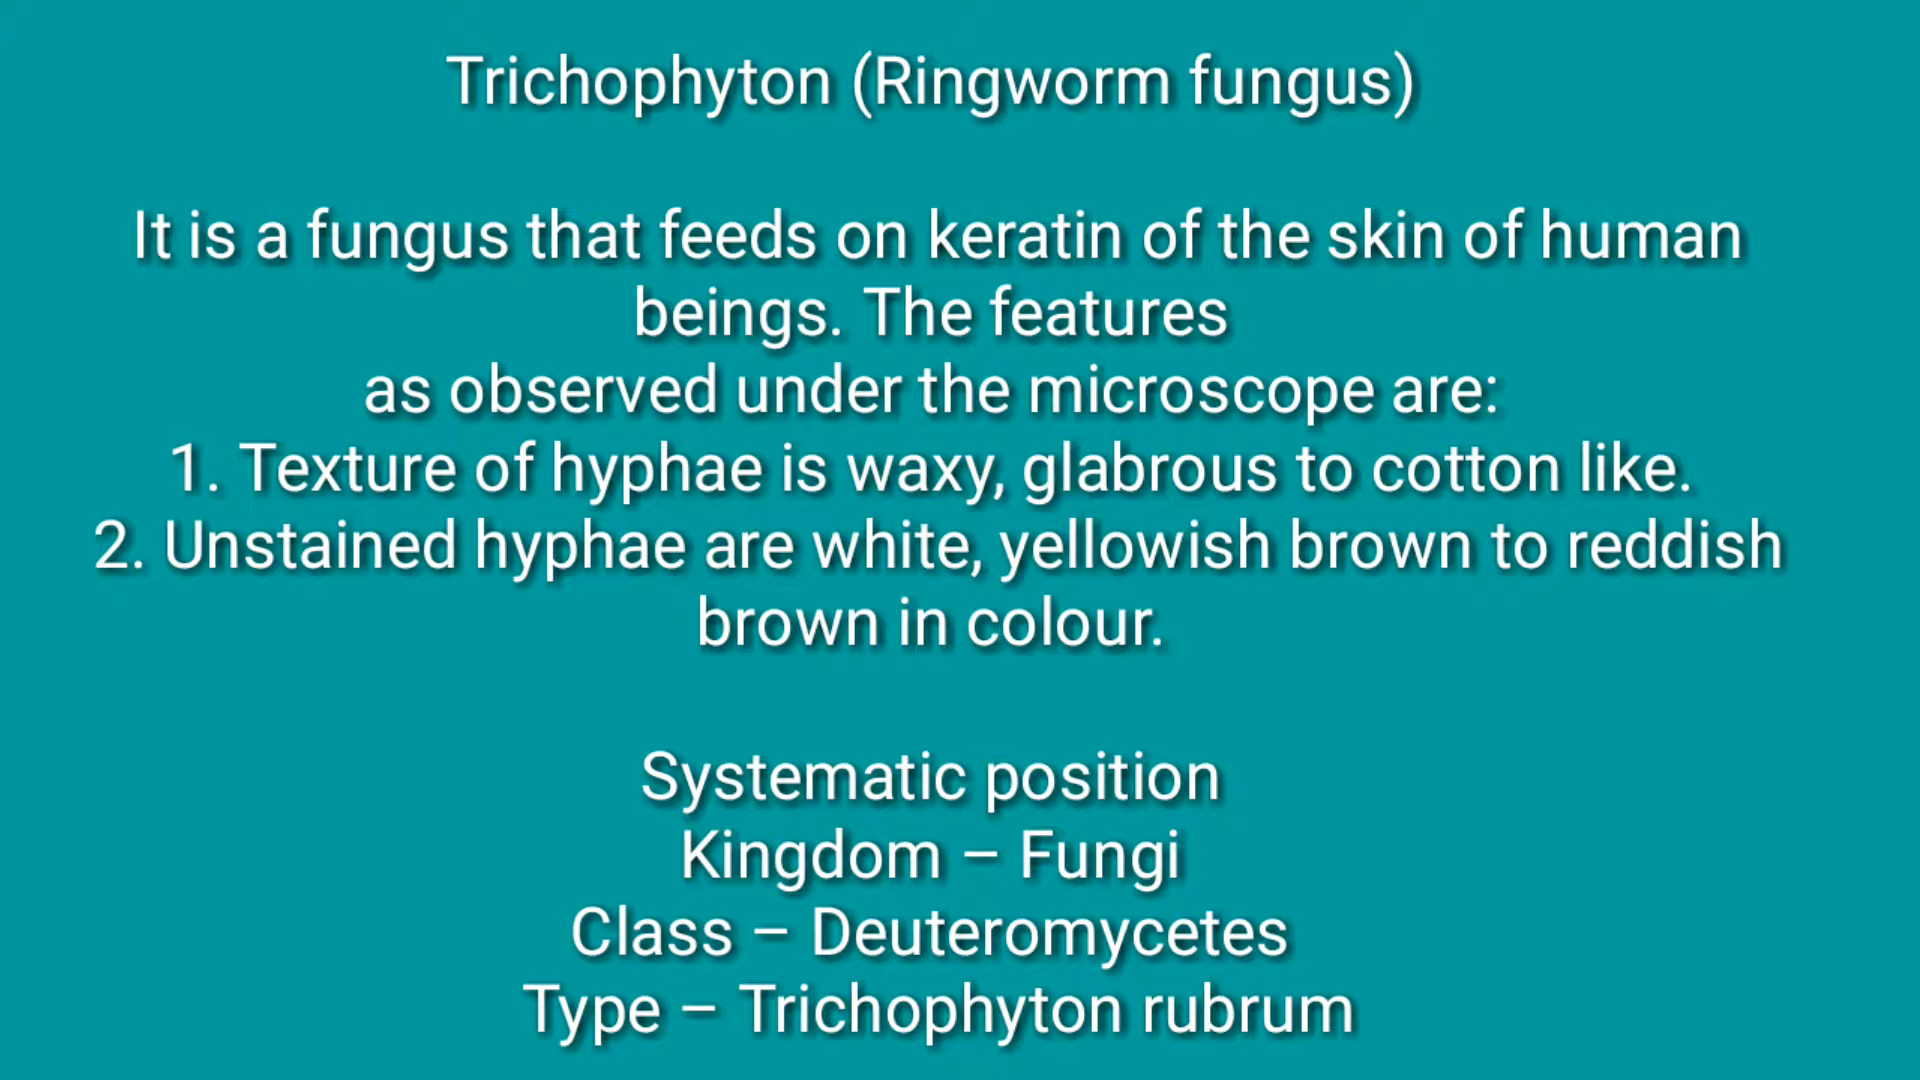 Trichophyton (Ringworm fungus)
It is a fungus that feeds on keratin of the skin of human
beings. The features
as observed under the microscope are:
1. Texture of hyphae is waxy, glabrous to cotton like.
2. Unstained hyphae are white, yellowish brown to reddish
brown in colour.
Systematic position
Kingdom – Fungi
Class – Deuteromycetes
Type – Trichophyton rubrum